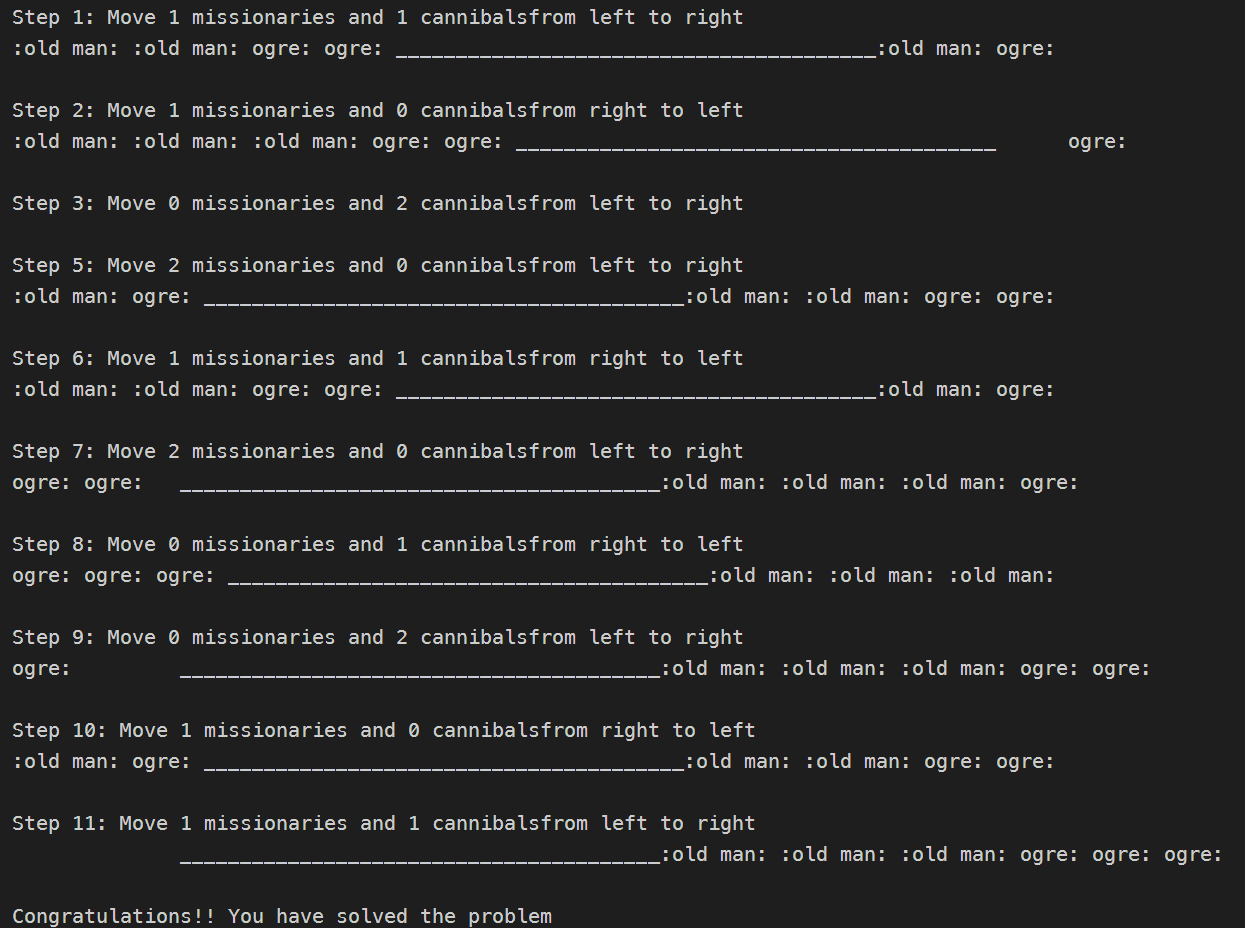 Step 1: Move 1 missionaries and 1 cannibalsfrom left to right
:old man: :old man: ogre: ogre: ________________________________________:old man: ogre:
Step 2: Move 1 missionaries and 0 cannibalsfrom right to left
:old man: :old man: :old man: ogre: ogre: ________________________________________      ogre:
Step 3: Move 0 missionaries and 2 cannibalsfrom left to right
Step 5: Move 2 missionaries and 0 cannibalsfrom left to right
:old man: ogre: ________________________________________:old man: :old man: ogre: ogre:
Step 6: Move 1 missionaries and 1 cannibalsfrom right to left
:old man: :old man: ogre: ogre: ________________________________________:old man: ogre:
Step 7: Move 2 missionaries and 0 cannibalsfrom left to right
ogre: ogre:   ________________________________________:old man: :old man: :old man: ogre:
Step 8: Move 0 missionaries and 1 cannibalsfrom right to left
ogre: ogre: ogre: ________________________________________:old man: :old man: :old man:
Step 9: Move 0 missionaries and 2 cannibalsfrom left to right
ogre:         ________________________________________:old man: :old man: :old man: ogre: ogre:
Step 10: Move 1 missionaries and 0 cannibalsfrom right to left
:old man: ogre: ________________________________________:old man: :old man: ogre: ogre:
Step 11: Move 1 missionaries and 1 cannibalsfrom left to right
              ________________________________________:old man: :old man: :old man: ogre: ogre: ogre:
Congratulations!! You have solved the problem